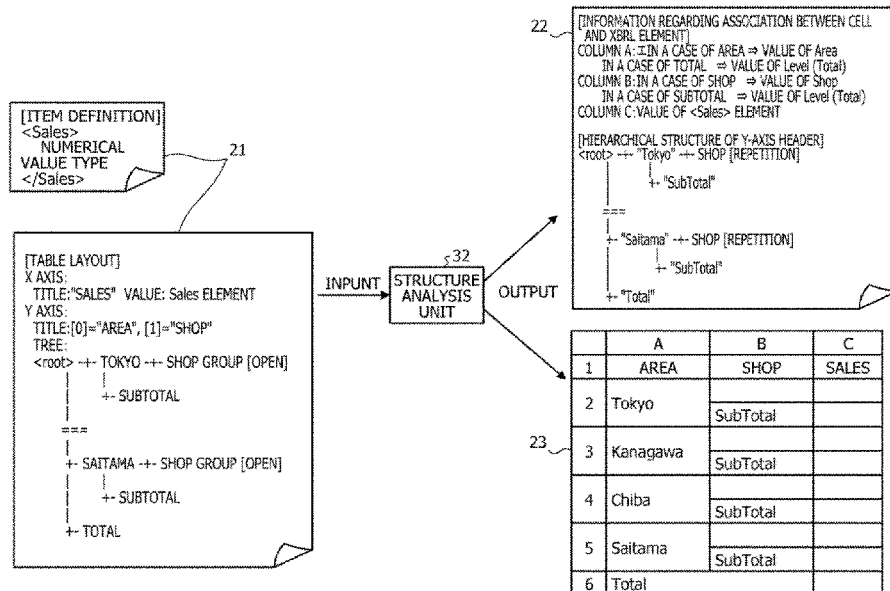 [ITEM DEFINITION]
<Sales>
NUMERICAL
VALUE TYPE
</Sales>
21
[TABLE LAYOUT]
X AXIS:
TITLE:"SALES" VALUE: Sales ELEMENT
Y AXIS:
TITLE:[0]="AREA", [1]="SHOP"
TREE:
<root> -+- TOKYO -+- SHOP GROUP [OPEN]
| |
| +- SUBTOTAL
|
===
|
+- SAITAMA -+- SHOP GROUP [OPEN]
| |
| +- SUBTOTAL
|
+- TOTAL
INPUNT
32
STRUCTURE
ANALYSIS
UNIT
OUTPUT
22
[INFORMATION REGARDING ASSOCIATION BETWEEN CELL
AND XBRL ELEMENT]
COLUMN A:IIN A CASE OF AREA ⇒ VALUE OF Area
IN A CASE OF TOTAL ⇒ VALUE OF Level (Total)
COLUMN B:IN A CASE OF SHOP ⇒ VALUE OF Shop
IN A CASE OF SUBTOTAL ⇒ VALUE OF Level (Total)
COLUMN C:VALUE OF <Sales> ELEMENT
[HIERARCHICAL STRUCTURE OF Y-AXIS HEADER]
<root> -+- "Tokyo" -+- SHOP [REPETITION]
| |
| +- "SubTotal"
|
===
|
+- "Saitama" -+- SHOP [REPETITION]
| |
| +- "SubTotal"
|
+- "Total"
23
A B C
1 AREA SHOP SALES
2 Tokyo
SubTotal
3 Kanagawa
SubTotal
4 Chiba
SubTotal
5 Saitama
SubTotal
6 Total